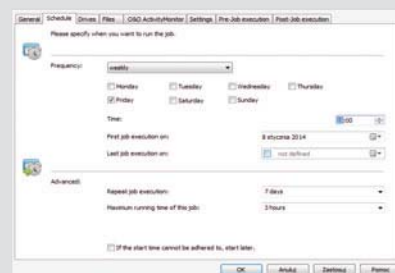 General Schedule Drives Files O&O ActivityMonitor Settings Pre-Job execution Post-Job execution
Please specify when you want to run the job.
Frequency: weekly
Monday Tuesday Wednesday Thursday
Friday Saturday Sunday
Time: :00
First job execution on: 8 stycznia 2014
Last job execution on: not defined
Advanced:
Repeat job execution: 7 days
Maximum running time of this job: 3 hours
If the start time cannot be adhered to, start later.
OK Anuluj Zastosuj Pomoc